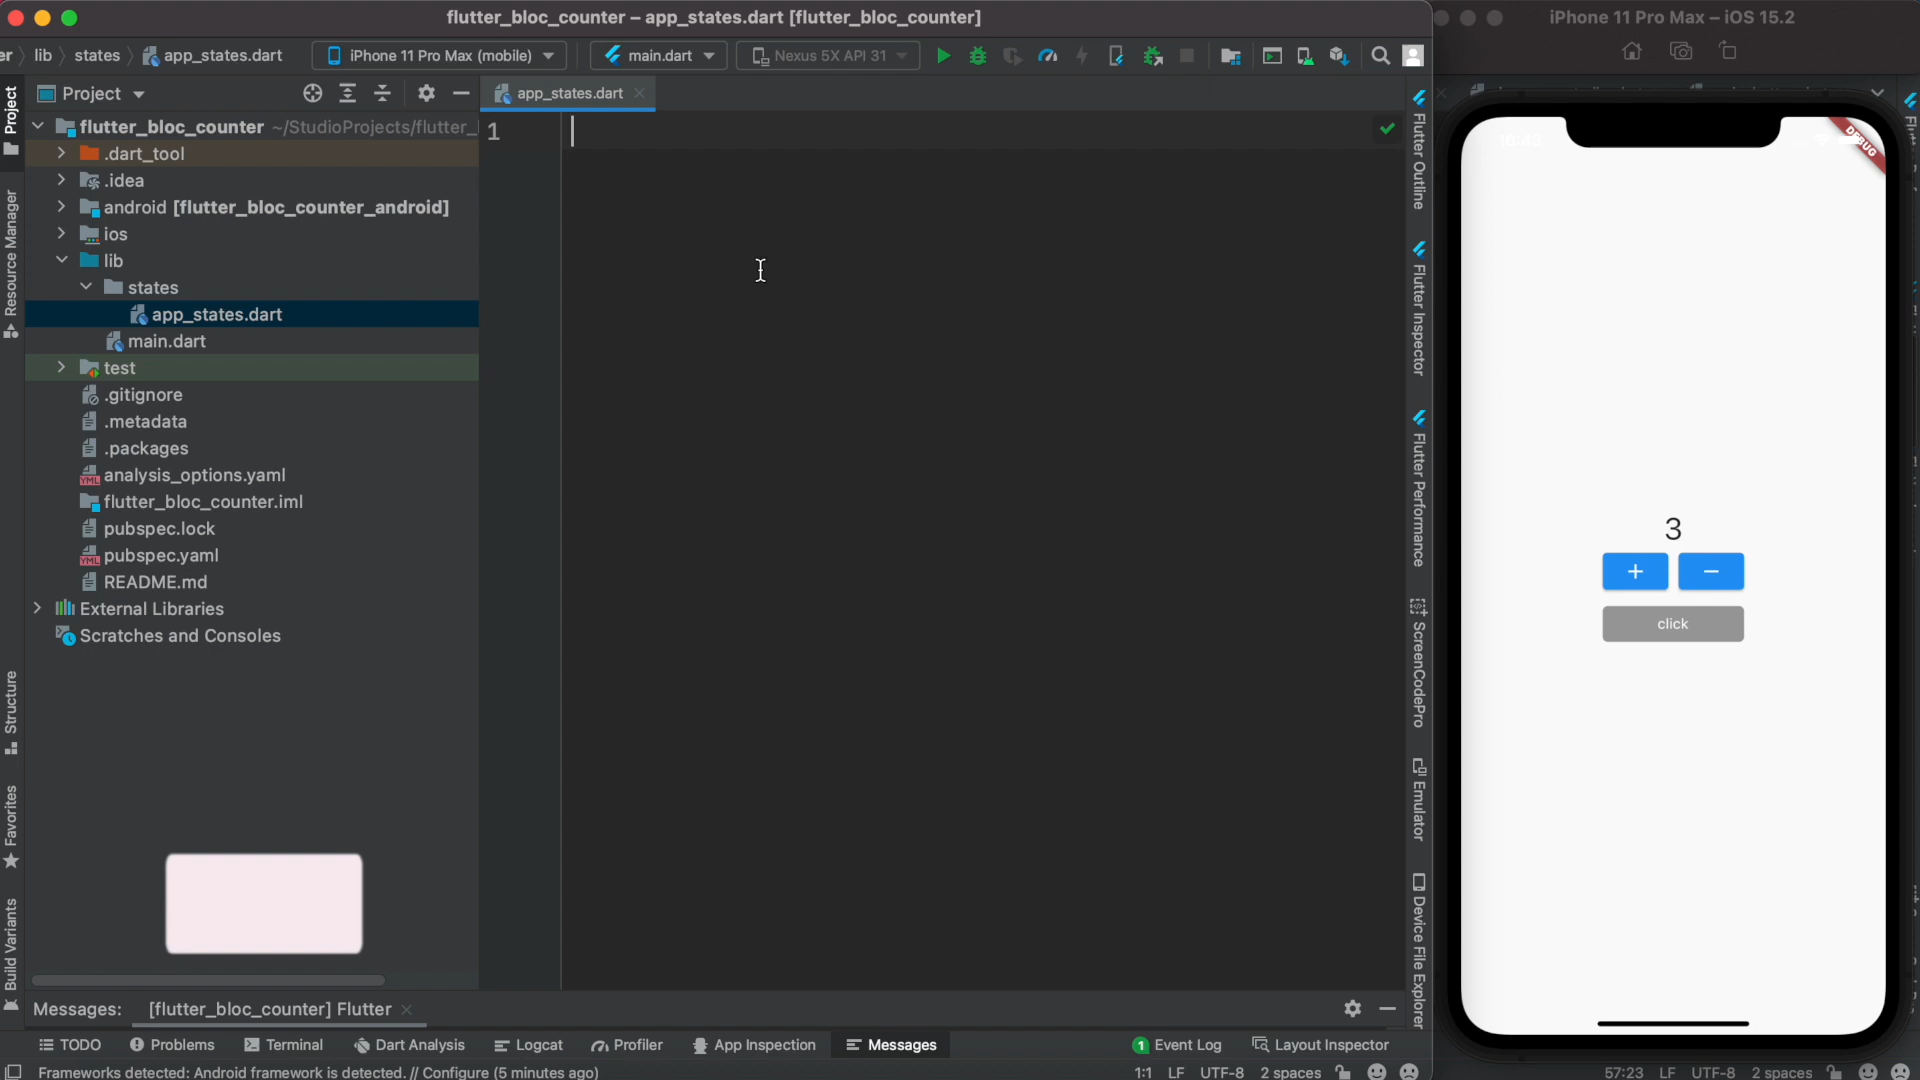 flutter_bloc_counter – app_states.dart [flutter_bloc_counter]
iPhone 11 Pro Max – iOS 15.2
er
lib
states
app_states.dart
iPhone 11 Pro Max (mobile)
main.dart
Nexus 5X API 31
Project
app_states.dart
1
flutter_bloc_counter ~/StudioProjects/flutter_
.dart_tool
.idea
android [flutter_bloc_counter_android]
ios
lib
states
app_states.dart
main.dart
test
.gitignore
.metadata
.packages
analysis_options.yaml
flutter_bloc_counter.iml
pubspec.lock
pubspec.yaml
README.md
External Libraries
Scratches and Consoles
Project
Resource Manager
Structure
Favorites
Build Variants
Flutter Outline
Flutter Inspector
Flutter Performance
ScreenCodePro
Emulator
Device File Explorer
DEBUG
3
+
−
click
Messages:
[flutter_bloc_counter] Flutter
TODO
Problems
Terminal
Dart Analysis
Logcat
Profiler
App Inspection
Messages
1 Event Log
Layout Inspector
Frameworks detected: Android framework is detected. // Configure (5 minutes ago)
1:1 LF UTF-8 2 spaces
57:23 LF UTF-8 2 spaces